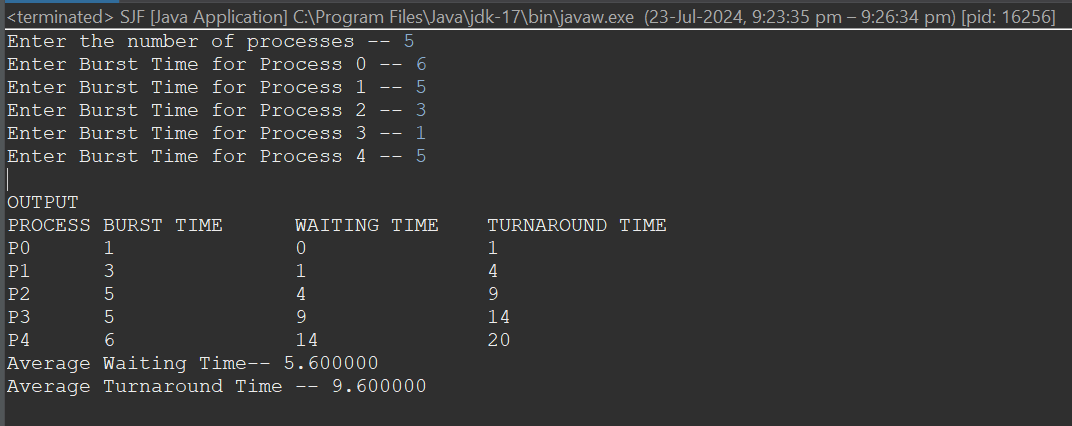 <terminated> SJF [Java Application] C:\Program Files\Java\jdk-17\bin\javaw.exe (23-Jul-2024, 9:23:35 pm – 9:26:34 pm) [pid: 16256]
Enter the number of processes -- 5
Enter Burst Time for Process 0 -- 6
Enter Burst Time for Process 1 -- 5
Enter Burst Time for Process 2 -- 3
Enter Burst Time for Process 3 -- 1
Enter Burst Time for Process 4 -- 5
OUTPUT
PROCESS BURST TIME      WAITING TIME    TURNAROUND TIME
P0      1               0               1
P1      3               1               4
P2      5               4               9
P3      5               9               14
P4      6               14              20
Average Waiting Time-- 5.600000
Average Turnaround Time -- 9.600000